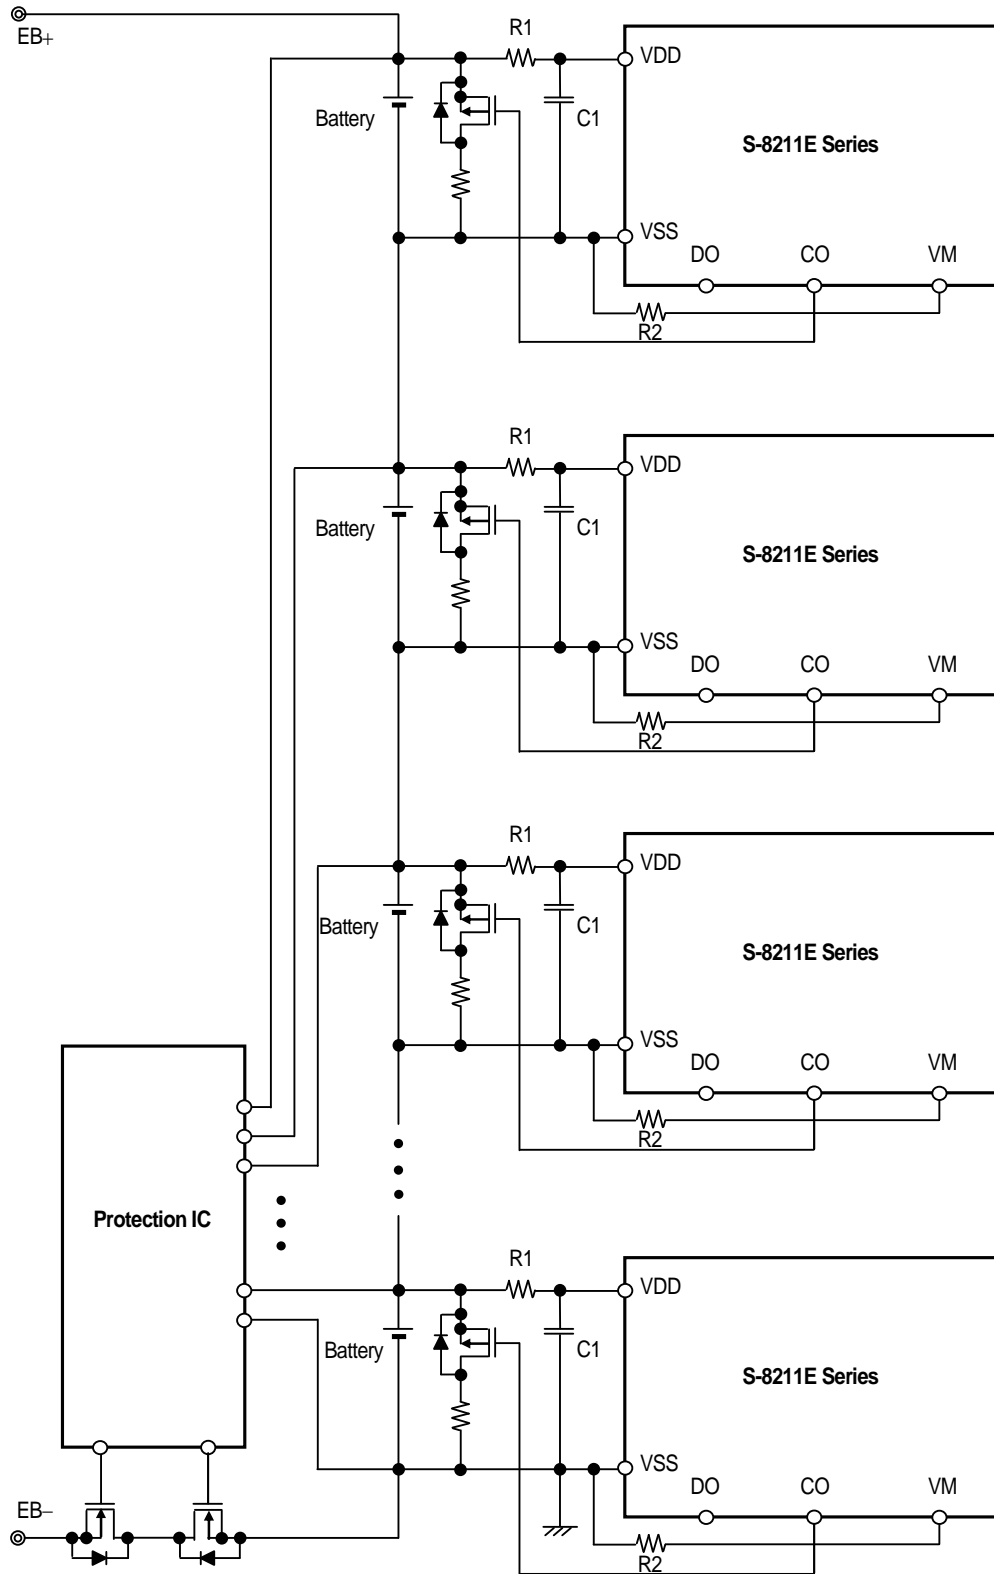 EB+
R1
VDD
Battery
C1
S-8211E Series
VSS
DO
CO
VM
R2
R1
VDD
Battery
C1
S-8211E Series
VSS
DO
CO
VM
R2
R1
VDD
Battery
C1
S-8211E Series
VSS
DO
CO
VM
R2
Protection IC
R1
VDD
Battery
C1
S-8211E Series
VSS
DO
CO
VM
R2
EB−